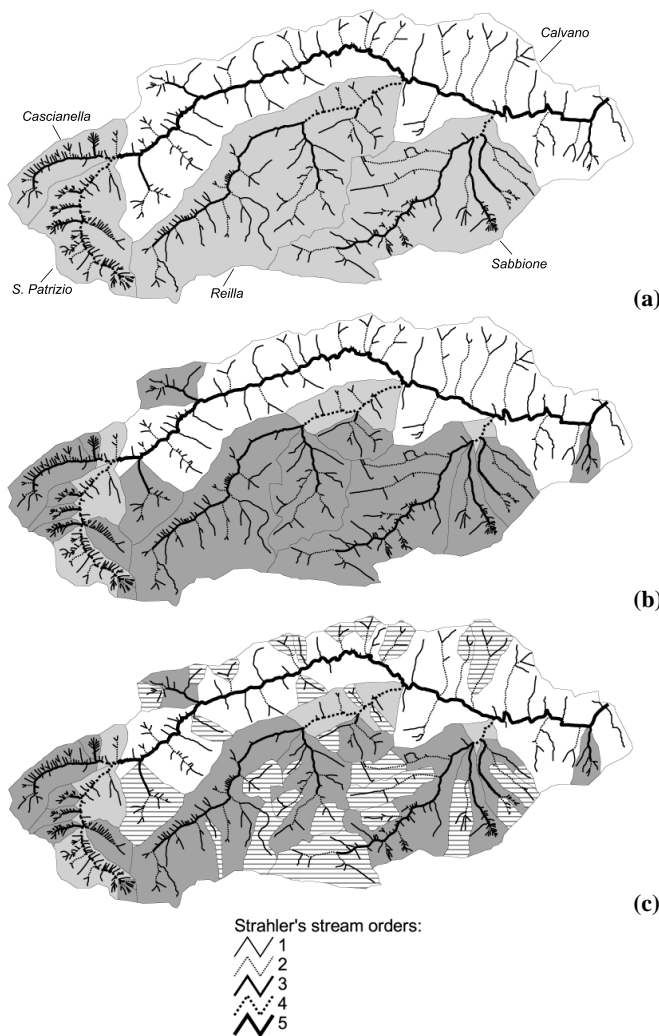 Calvano
Cascianella
S. Patrizio
Reilla
Sabbione
(a)
(b)
(c)
Strahler's stream orders:
1
2
3
4
5